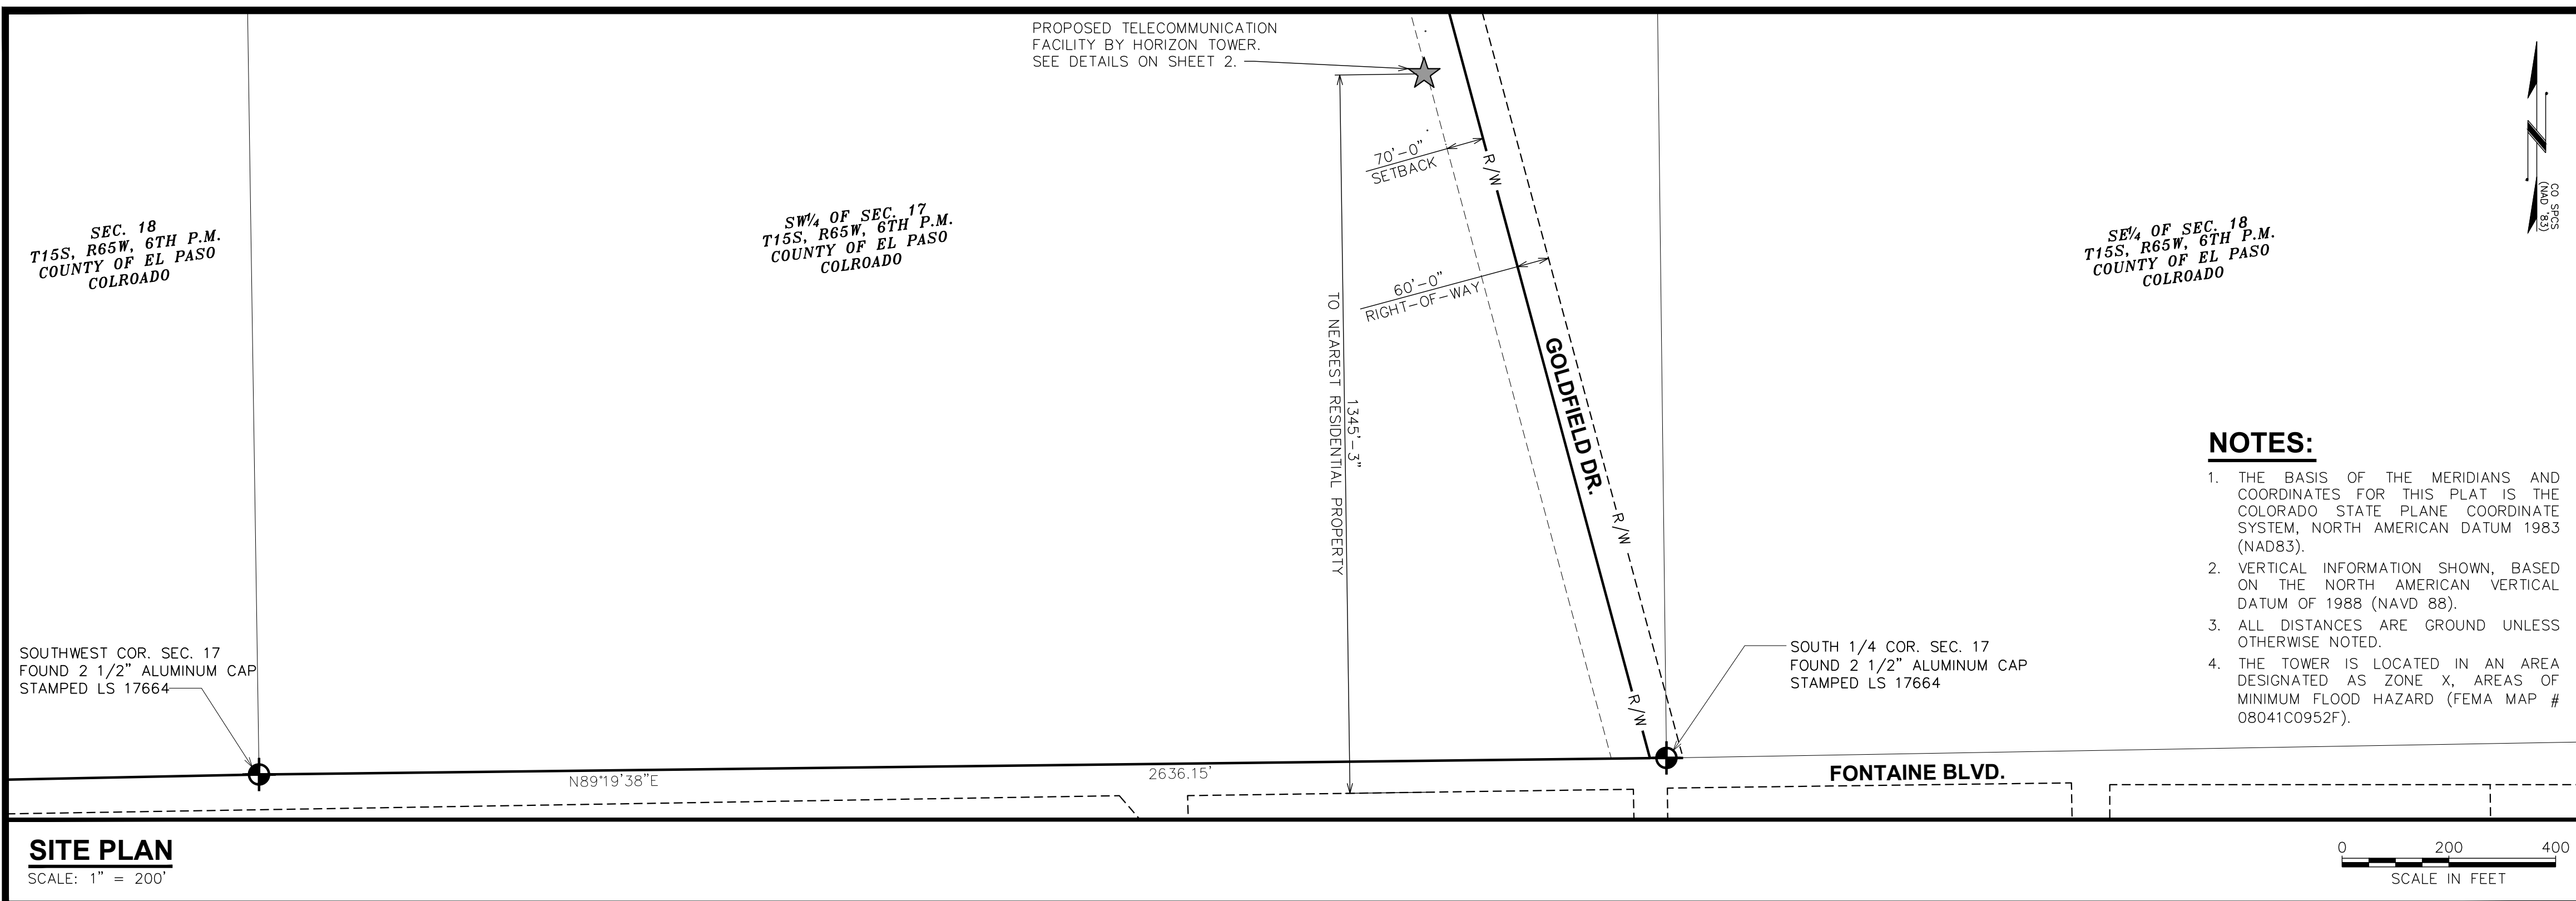 PROPOSED TELECOMMUNICATION
FACILITY BY HORIZON TOWER.
SEE DETAILS ON SHEET 2.
CO SPCS
(NAD '83)
70'-0"
SETBACK
R/W
SEC. 18
T15S, R65W, 6TH P.M.
COUNTY OF EL PASO
COLROADO
SW1/4 OF SEC. 17
T15S, R65W, 6TH P.M.
COUNTY OF EL PASO
COLROADO
SE1/4 OF SEC. 18
T15S, R65W, 6TH P.M.
COUNTY OF EL PASO
COLROADO
60'-0"
RIGHT-OF-WAY
1345'-3"
TO NEAREST RESIDENTIAL PROPERTY
GOLDFIELD DR.
R/W
R/W
NOTES:
1. THE BASIS OF THE MERIDIANS AND
COORDINATES FOR THIS PLAT IS THE
COLORADO STATE PLANE COORDINATE
SYSTEM, NORTH AMERICAN DATUM 1983
(NAD83).
2. VERTICAL INFORMATION SHOWN, BASED
ON THE NORTH AMERICAN VERTICAL
DATUM OF 1988 (NAVD 88).
3. ALL DISTANCES ARE GROUND UNLESS
OTHERWISE NOTED.
4. THE TOWER IS LOCATED IN AN AREA
DESIGNATED AS ZONE X, AREAS OF
MINIMUM FLOOD HAZARD (FEMA MAP #
08041C0952F).
SOUTHWEST COR. SEC. 17
FOUND 2 1/2" ALUMINUM CAP
STAMPED LS 17664
SOUTH 1/4 COR. SEC. 17
FOUND 2 1/2" ALUMINUM CAP
STAMPED LS 17664
N89°19'38"E
2636.15'
FONTAINE BLVD.
SITE PLAN
SCALE: 1" = 200'
0 200 400
SCALE IN FEET